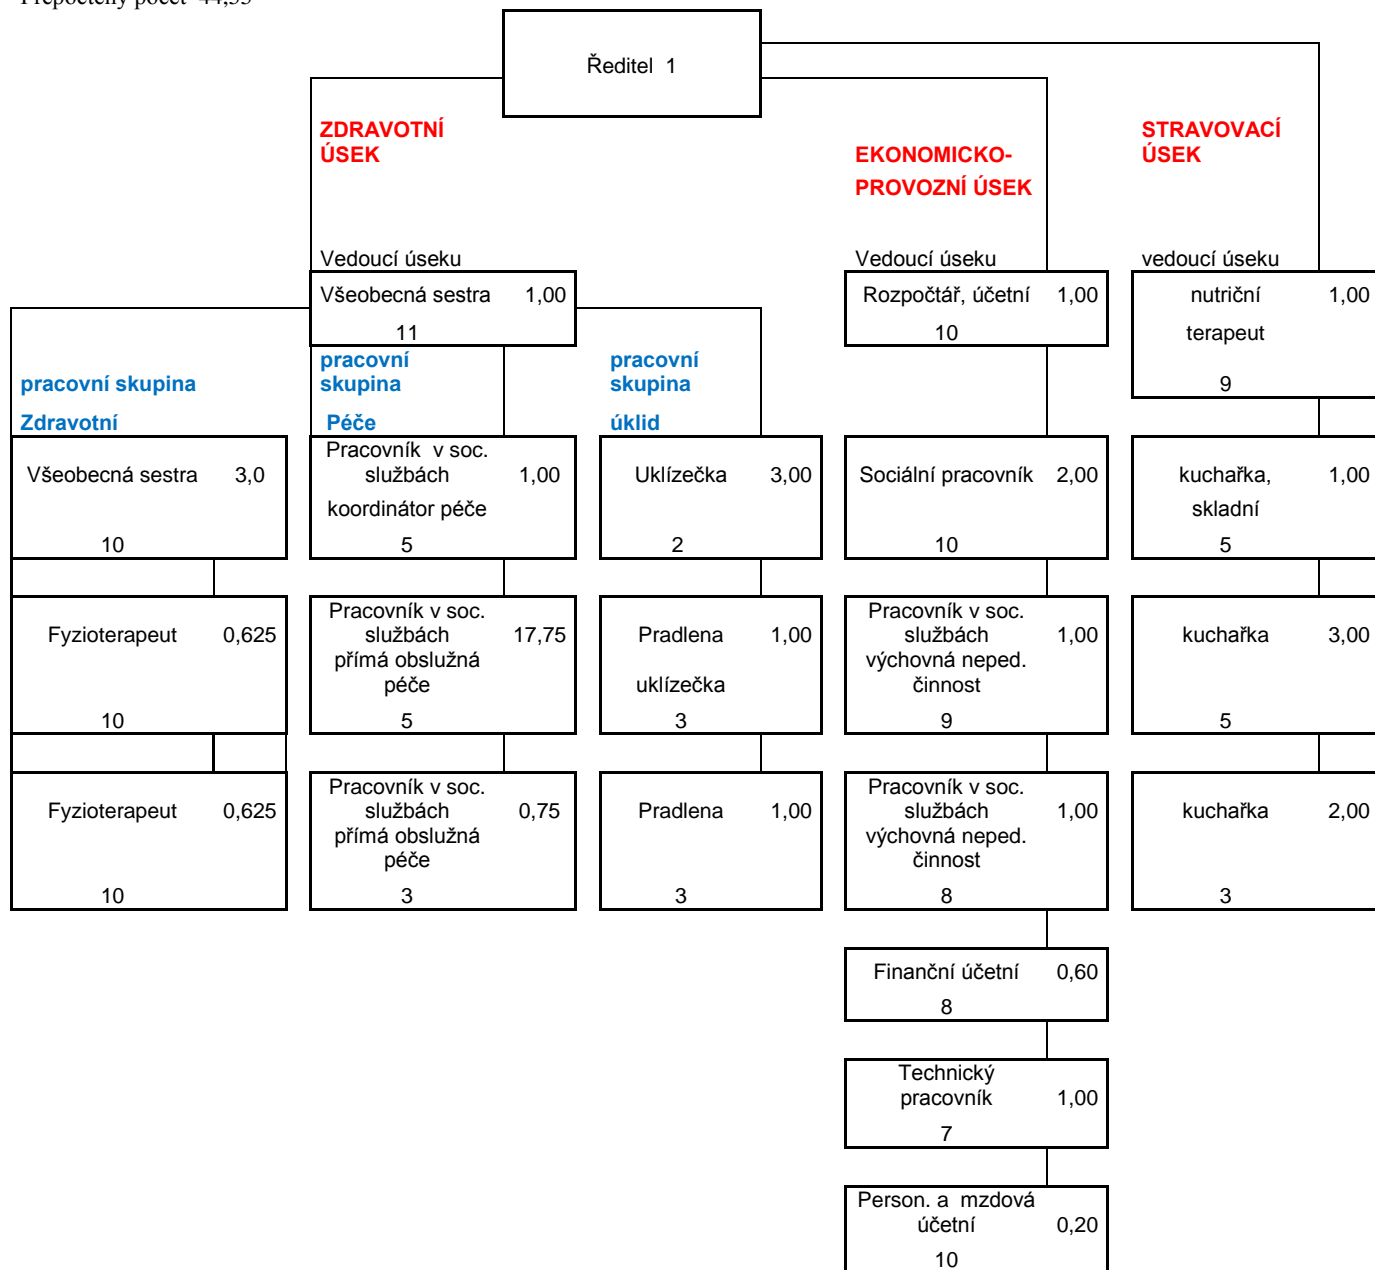 Přepočtený počet 44,55
Ředitel 1
ZDRAVOTNÍ
ÚSEK
EKONOMICKO-
PROVOZNÍ ÚSEK
STRAVOVACÍ
ÚSEK
Vedoucí úseku
Všeobecná sestra 1,00
11
Vedoucí úseku
Rozpočtář, účetní 1,00
10
vedoucí úseku
nutriční 1,00
terapeut
9
pracovní skupina
Zdravotní
pracovní
skupina
Péče
pracovní
skupina
úklid
Všeobecná sestra 3,0
10
Pracovník v soc.
službách 1,00
koordinátor péče
5
Uklízečka 3,00
2
Sociální pracovník 2,00
10
kuchařka, 1,00
skladní
5
Fyzioterapeut 0,625
10
Pracovník v soc.
službách 17,75
přímá obslužná
péče
5
Pradlena 1,00
uklízečka
3
Pracovník v soc.
službách 1,00
výchovná neped.
činnost
9
kuchařka 3,00
5
Fyzioterapeut 0,625
10
Pracovník v soc.
službách 0,75
přímá obslužná
péče
3
Pradlena 1,00
3
Pracovník v soc.
službách 1,00
výchovná neped.
činnost
8
kuchařka 2,00
3
Finanční účetní 0,60
8
Technický
pracovník 1,00
7
Person. a mzdová
účetní 0,20
10